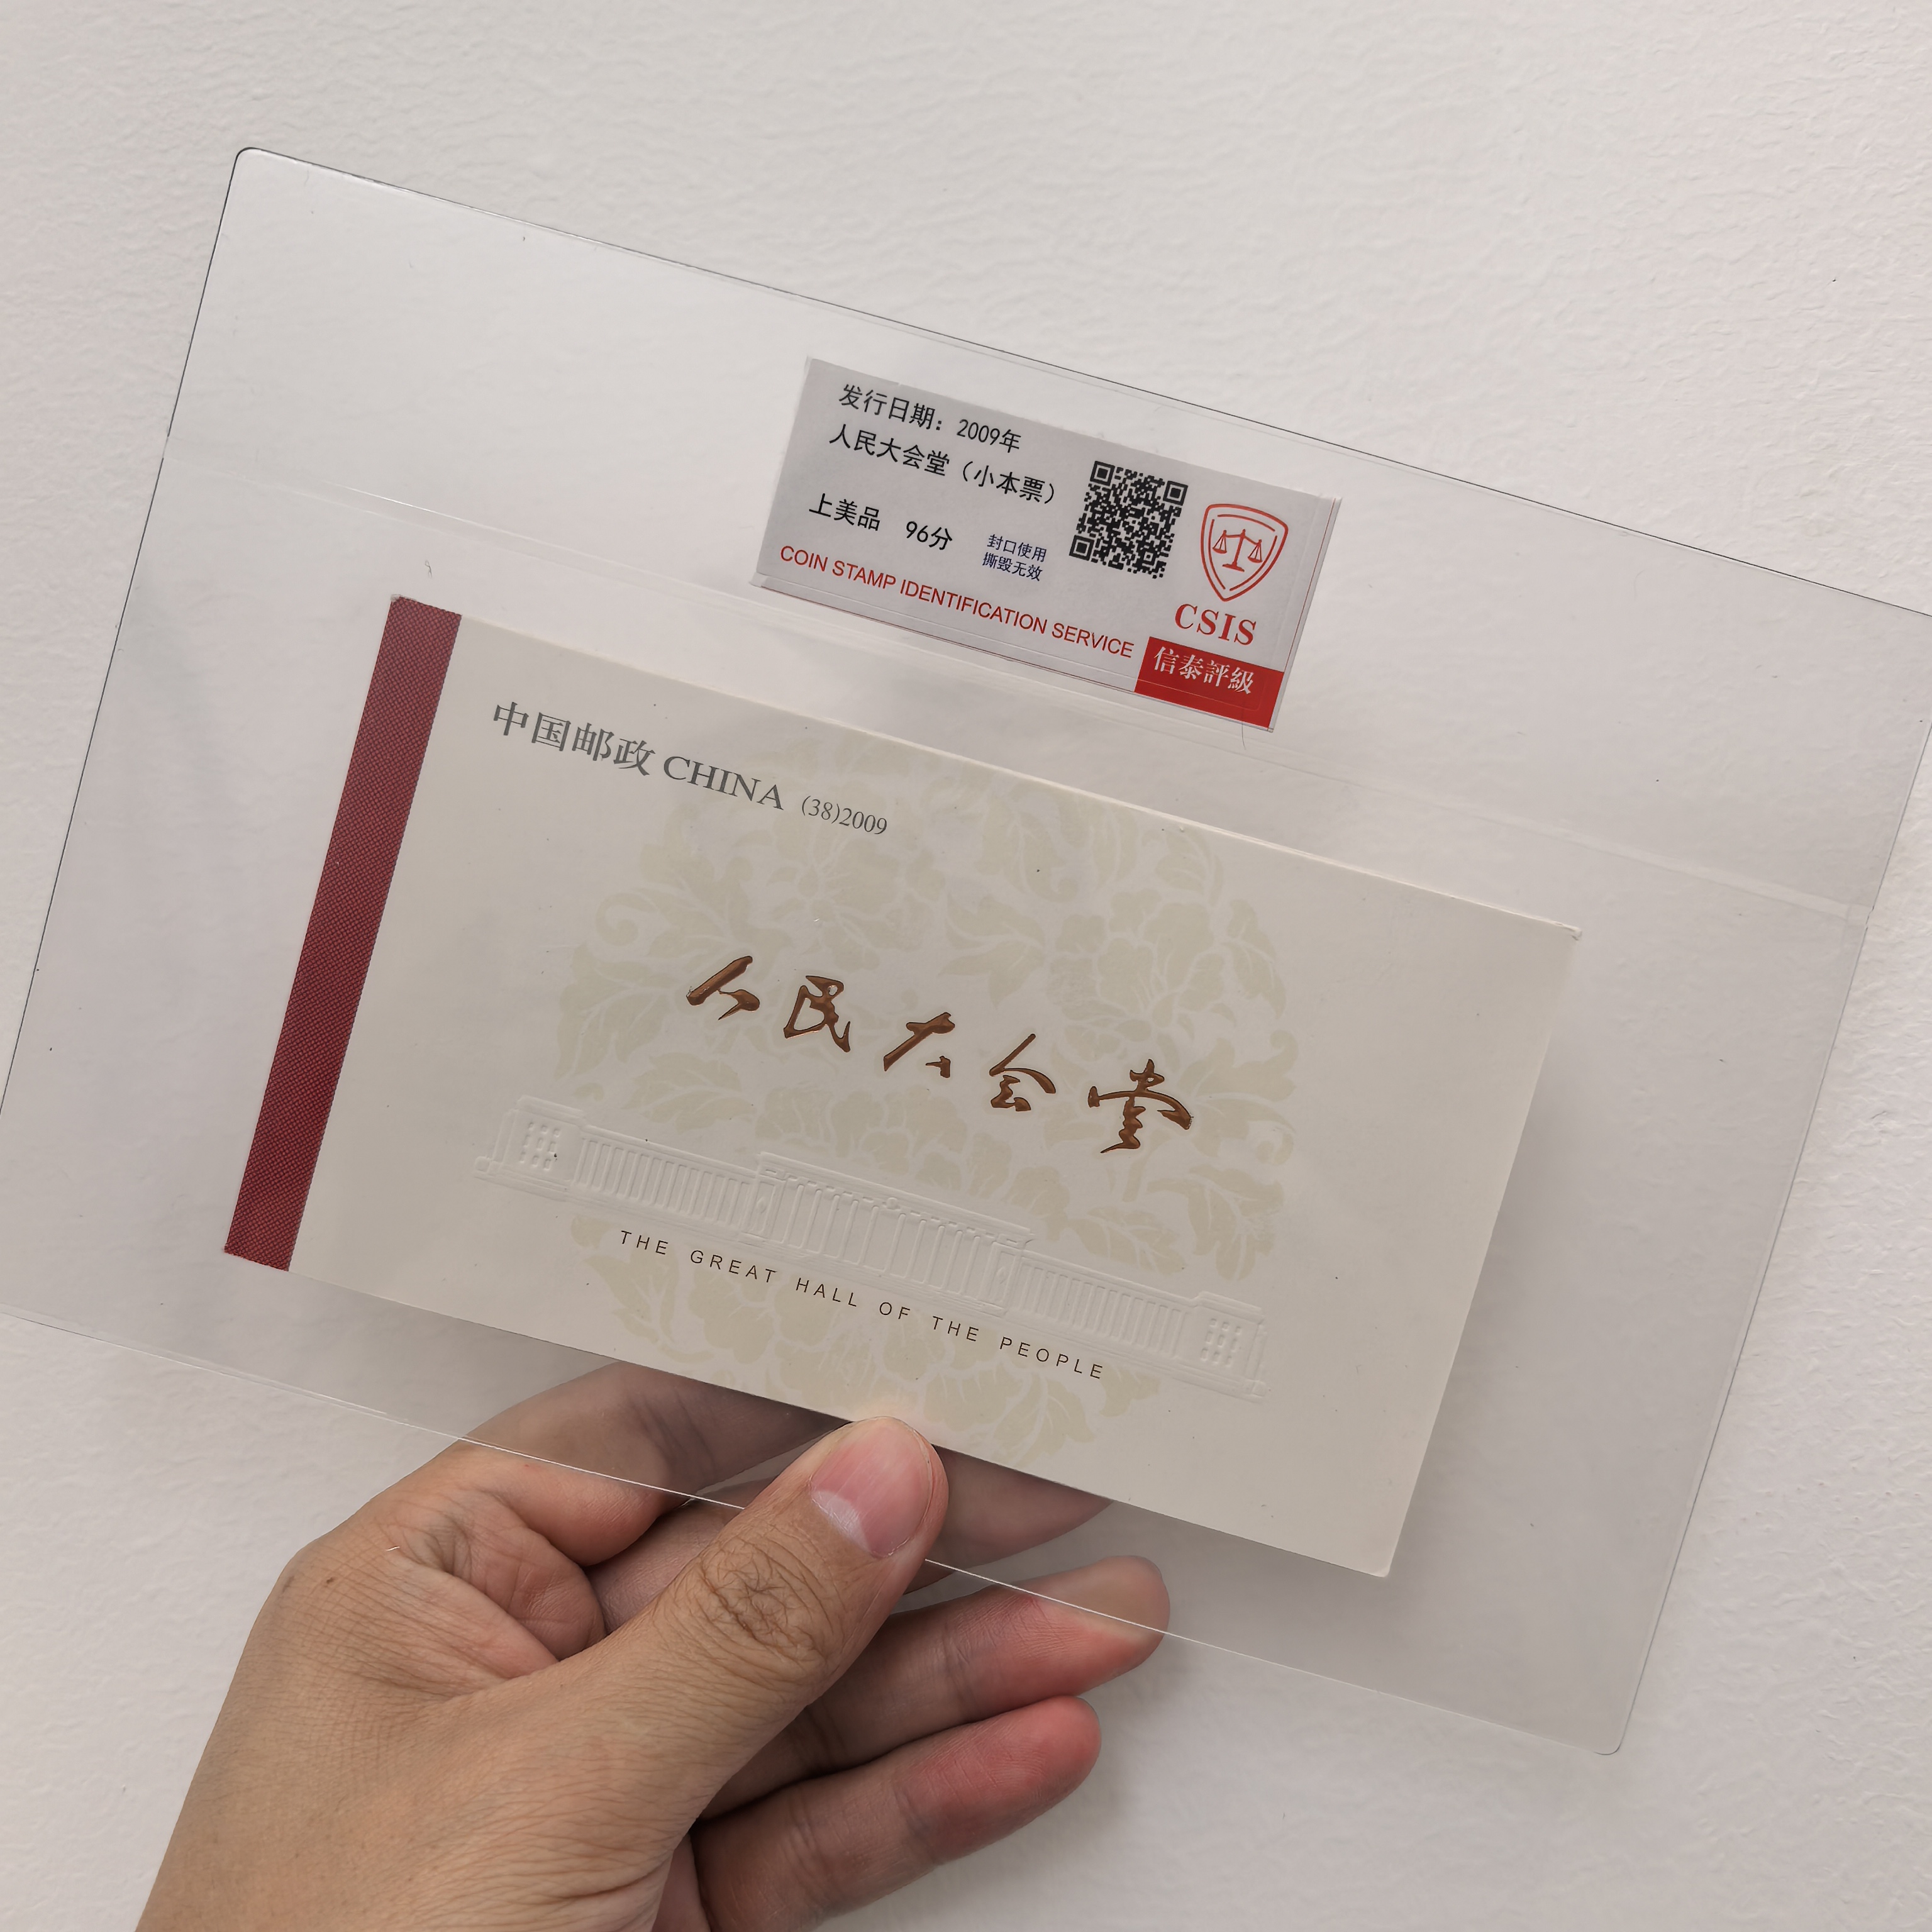 发行日期：2009年
人民大会堂（小本票）
上美品 96分
封口使用
撕毁无效
COIN STAMP IDENTIFICATION SERVICE
CSIS
信泰評級
中国邮政 CHINA (38)2009
人民大会堂
THE GREAT HALL OF THE PEOPLE